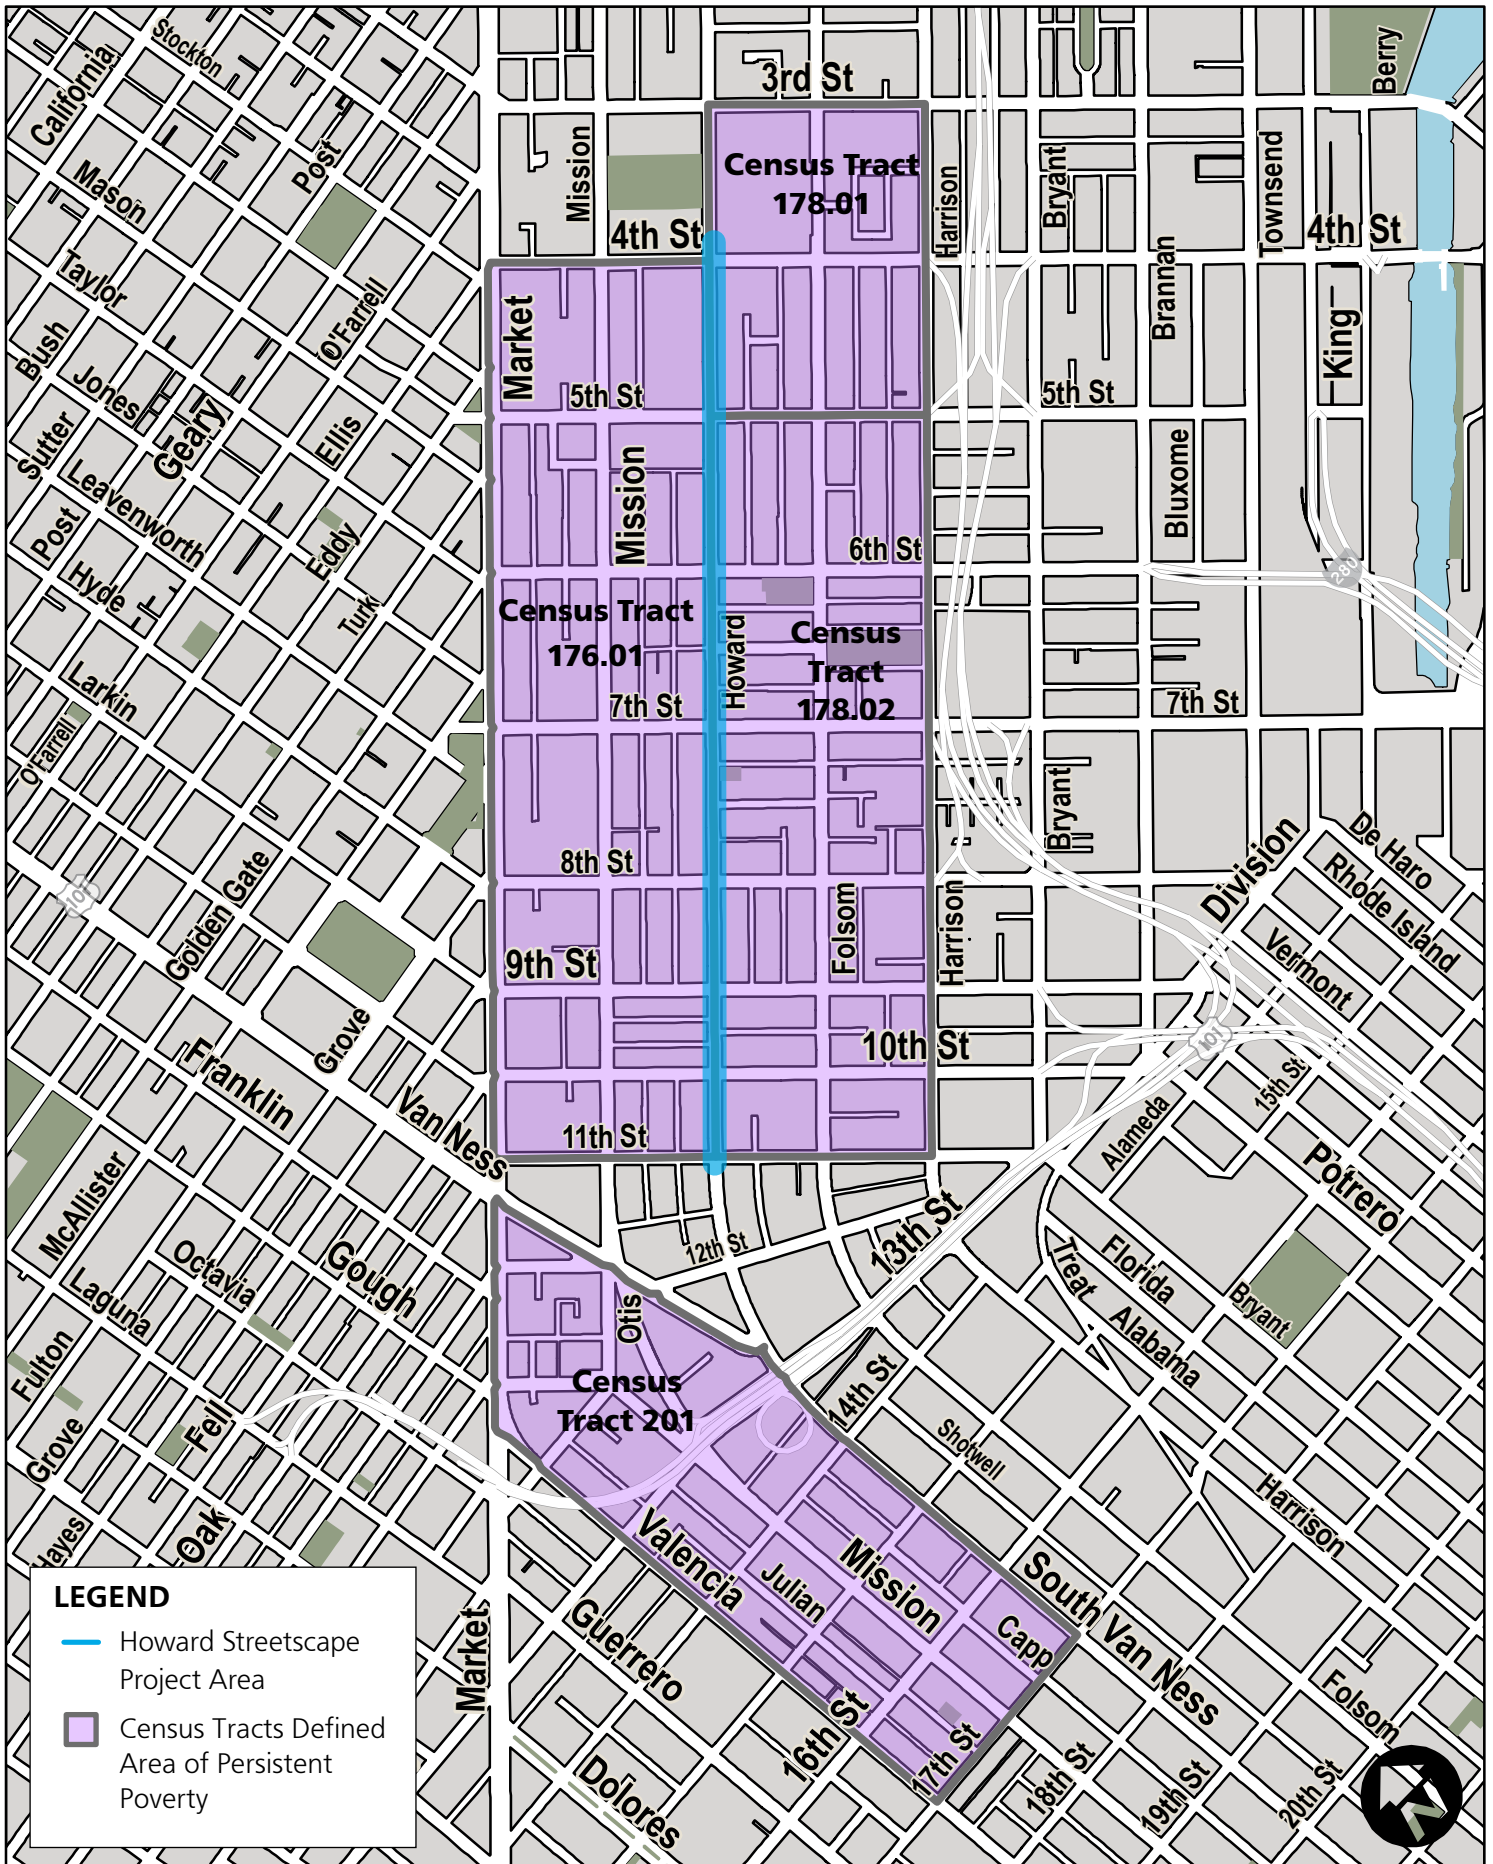 Stockton
California
Post
Mason
Taylor
O'Farrell
Bush
Jones
Geary
Sutter
Ellis
Leavenworth
Post
Eddy
Hyde
Turk
Larkin
O'Farrell
101
Golden Gate
Grove
Franklin
Van Ness
McAllister
Octavia
Gough
Laguna
Fulton
Fell
Grove
Oak
Hayes
3rd St
Mission
Census Tract
178.01
4th St
Harrison
Bryant
Townsend
Berry
4th St
Market
Brannan
King
5th St
5th St
Mission
Bluxome
6th St
280
Census Tract
176.01
Howard
Census
Tract
178.02
7th St
7th St
Bryant
8th St
Folsom
Harrison
9th St
10th St
11th St
Division
De Haro
Rhode Island
Vermont
101
15th St
Alameda
Potrero
12th St
13th St
Treat
Florida
Bryant
Alabama
Otis
Census
Tract 201
14th St
Shotwell
Harrison
Valencia
Julian
Mission
Capp
South Van Ness
Guerrero
Market
16th St
17th St
Folsom
Dolores
18th St
19th St
20th St
N
LEGEND
Howard Streetscape
Project Area
Census Tracts Defined
Area of Persistent
Poverty